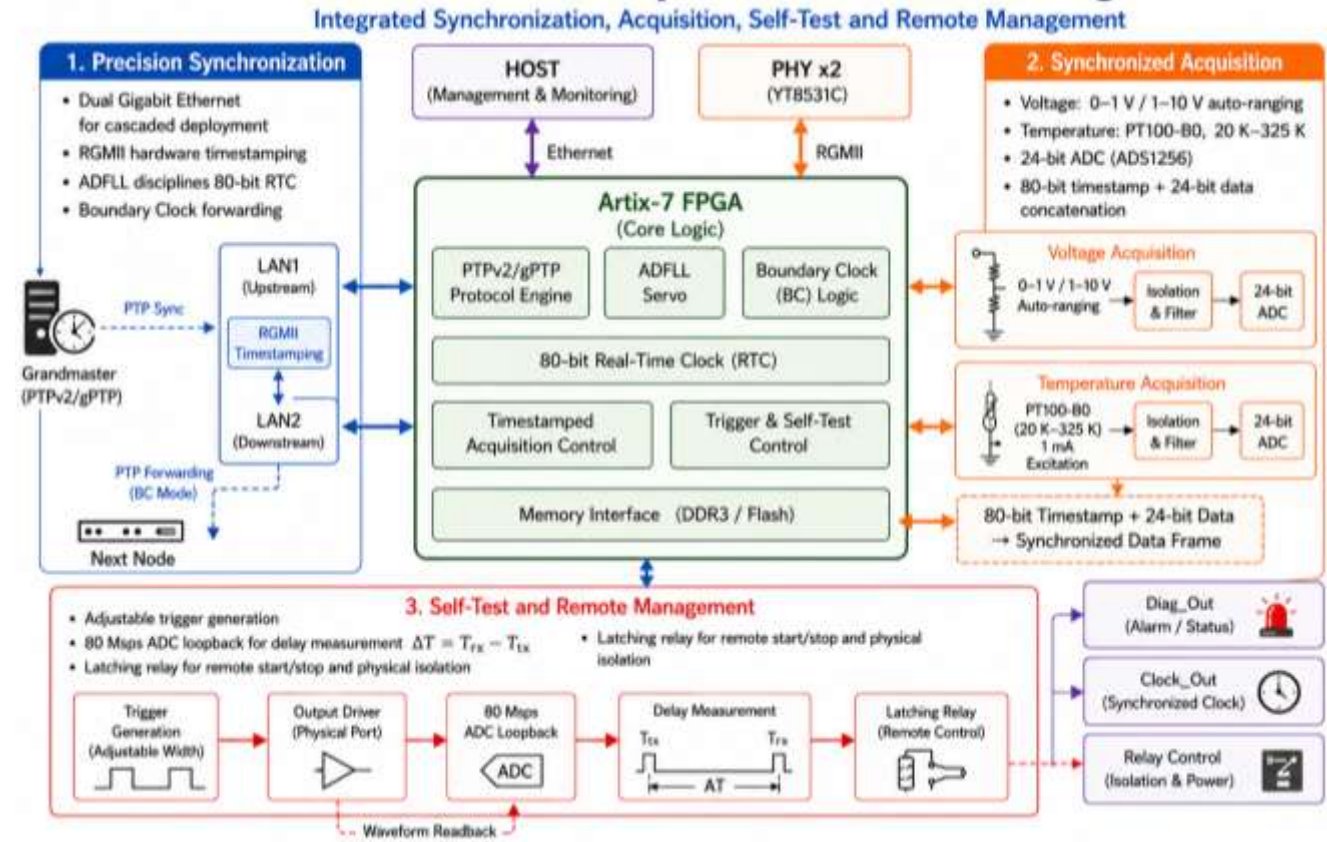 Integrated Synchronization, Acquisition, Self-Test and Remote Management
1. Precision Synchronization
• Dual Gigabit Ethernet
for cascaded deployment
• RGMII hardware timestamping
• ADFLL disciplines 80-bit RTC
• Boundary Clock forwarding
HOST
(Management & Monitoring)
PHY x2
(YT8531C)
Ethernet
RGMII
2. Synchronized Acquisition
• Voltage: 0–1 V / 1–10 V auto-ranging
• Temperature: PT100-B0, 20 K–325 K
• 24-bit ADC (ADS1256)
• 80-bit timestamp + 24-bit data
concatenation
Grandmaster
(PTPv2/gPTP)
PTP Sync
LAN1
(Upstream)
RGMII
Timestamping
LAN2
(Downstream)
PTP Forwarding
(BC Mode)
Next Node
Artix-7 FPGA
(Core Logic)
PTPv2/gPTP
Protocol Engine
ADFLL
Servo
Boundary Clock
(BC) Logic
80-bit Real-Time Clock (RTC)
Timestamped
Acquisition Control
Trigger & Self-Test
Control
Memory Interface (DDR3 / Flash)
Voltage Acquisition
0–1 V / 1–10 V
Auto-ranging
Isolation
& Filter
24-bit
ADC
Temperature Acquisition
PT100-B0
(20 K–325 K)
1 mA
Excitation
Isolation
& Filter
24-bit
ADC
80-bit Timestamp + 24-bit Data
→ Synchronized Data Frame
3. Self-Test and Remote Management
• Adjustable trigger generation
• 80 Msps ADC loopback for delay measurement ΔT = Trx − Ttx
• Latching relay for remote start/stop and physical isolation
• Latching relay for remote start/stop and physical
isolation
Trigger
Generation
(Adjustable Width)
Output Driver
(Physical Port)
80 Msps
ADC Loopback
ADC
Delay Measurement
Ttx
Trx
AT
Latching Relay
(Remote Control)
Waveform Readback
Diag_Out
(Alarm / Status)
Clock_Out
(Synchronized Clock)
Relay Control
(Isolation & Power)